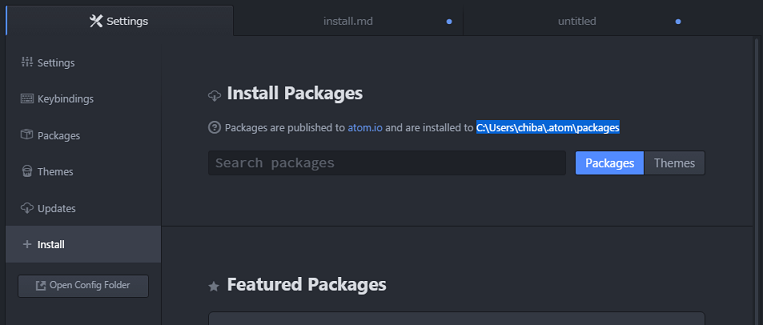 Settings
install.md
untitled
Settings
Keybindings
Packages
Themes
Updates
Install
Open Config Folder
Install Packages
Packages are published to atom.io and are installed to C:\Users\chiba\.atom\packages
Search packages
Packages
Themes
Featured Packages